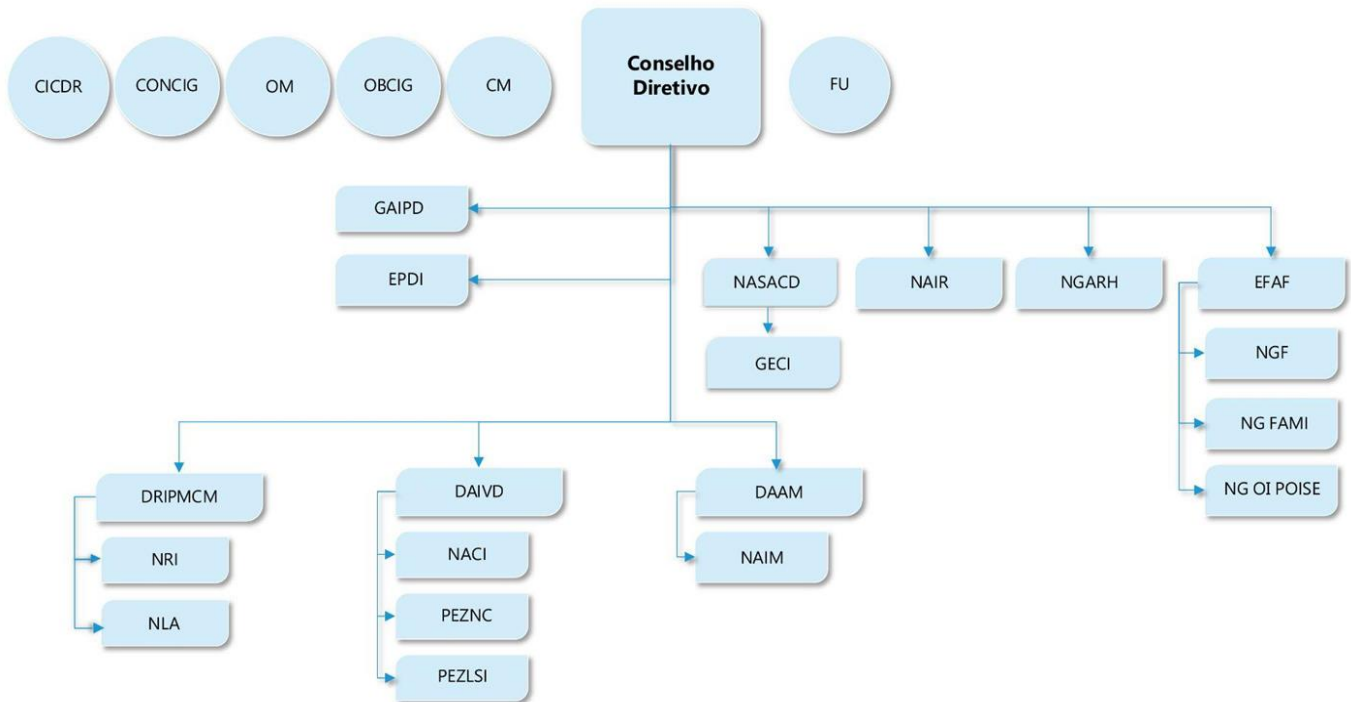 CICDR
CONCIG
OM
OBCIG
CM
Conselho
Diretivo
FU
GAIPD
EPDI
NASACD
NAIR
NGARH
EFAF
GECI
NGF
NG FAMI
NG OI POISE
DRIPMCM
DAIVD
DAAM
NRI
NACI
NAIM
NLA
PEZNC
PEZLSI